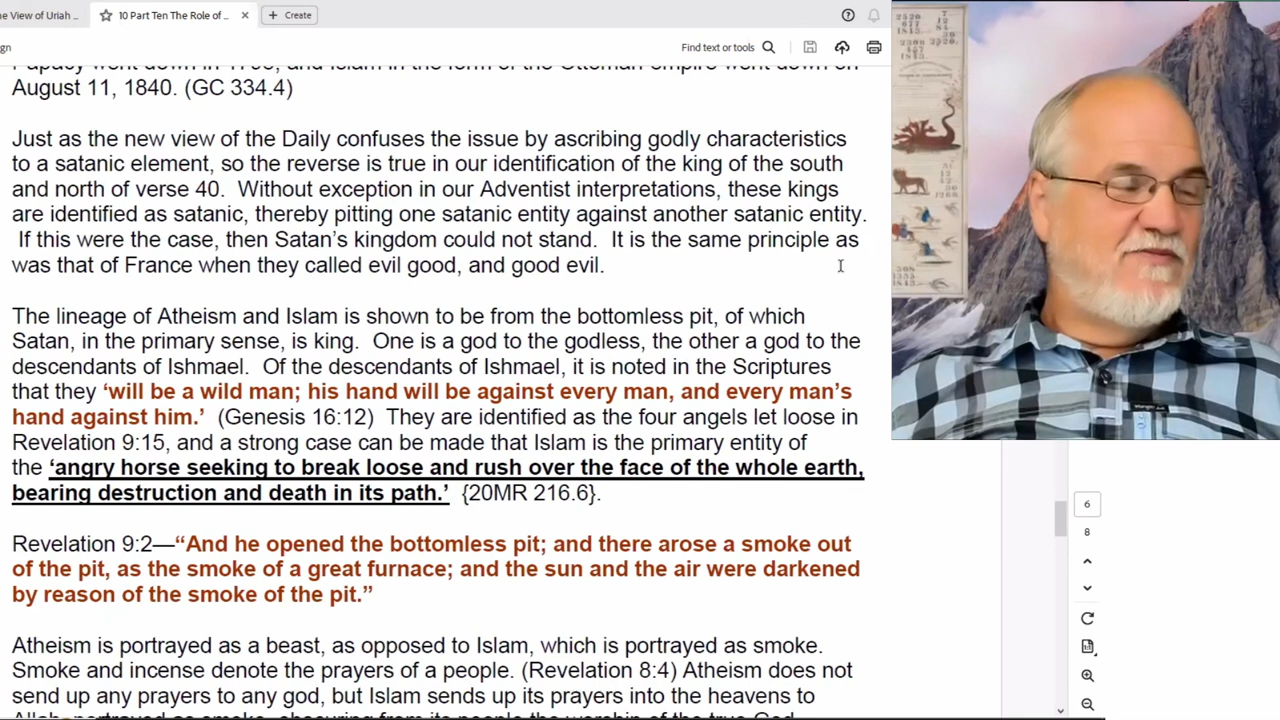 he View of Uriah ...
10 Part Ten The Role of ...
Create
gn
Find text or tools
August 11, 1840. (GC 334.4)
Just as the new view of the Daily confuses the issue by ascribing godly characteristics
to a satanic element, so the reverse is true in our identification of the king of the south
and north of verse 40. Without exception in our Adventist interpretations, these kings
are identified as satanic, thereby pitting one satanic entity against another satanic entity.
If this were the case, then Satan's kingdom could not stand. It is the same principle as
was that of France when they called evil good, and good evil.
The lineage of Atheism and Islam is shown to be from the bottomless pit, of which
Satan, in the primary sense, is king. One is a god to the godless, the other a god to the
descendants of Ishmael. Of the descendants of Ishmael, it is noted in the Scriptures
that they 'will be a wild man; his hand will be against every man, and every man's
hand against him.' (Genesis 16:12) They are identified as the four angels let loose in
Revelation 9:15, and a strong case can be made that Islam is the primary entity of
the 'angry horse seeking to break loose and rush over the face of the whole earth,
bearing destruction and death in its path.' {20MR 216.6}.
Revelation 9:2—"And he opened the bottomless pit; and there arose a smoke out
of the pit, as the smoke of a great furnace; and the sun and the air were darkened
by reason of the smoke of the pit."
Atheism is portrayed as a beast, as opposed to Islam, which is portrayed as smoke.
Smoke and incense denote the prayers of a people. (Revelation 8:4) Atheism does not
send up any prayers to any god, but Islam sends up its prayers into the heavens to
6
8